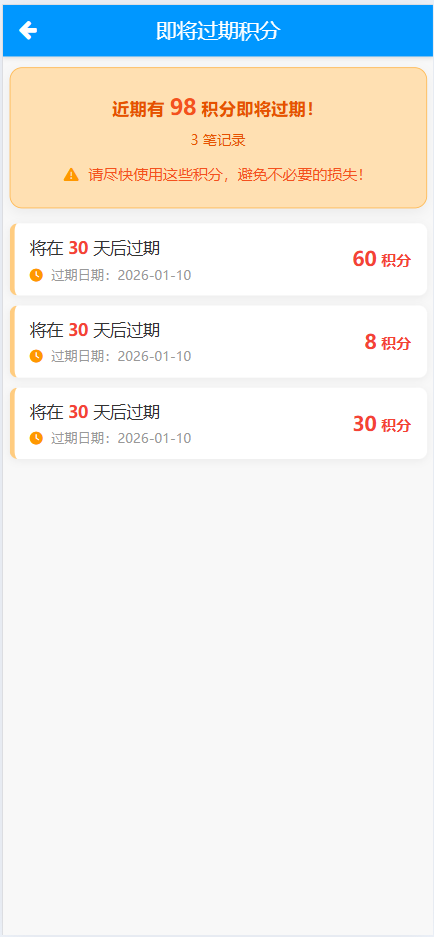 即将过期积分
近期有 98 积分即将过期！
3 笔记录
请尽快使用这些积分，避免不必要的损失！
将在 30 天后过期
过期日期：2026-01-10
60 积分
将在 30 天后过期
过期日期：2026-01-10
8 积分
将在 30 天后过期
过期日期：2026-01-10
30 积分